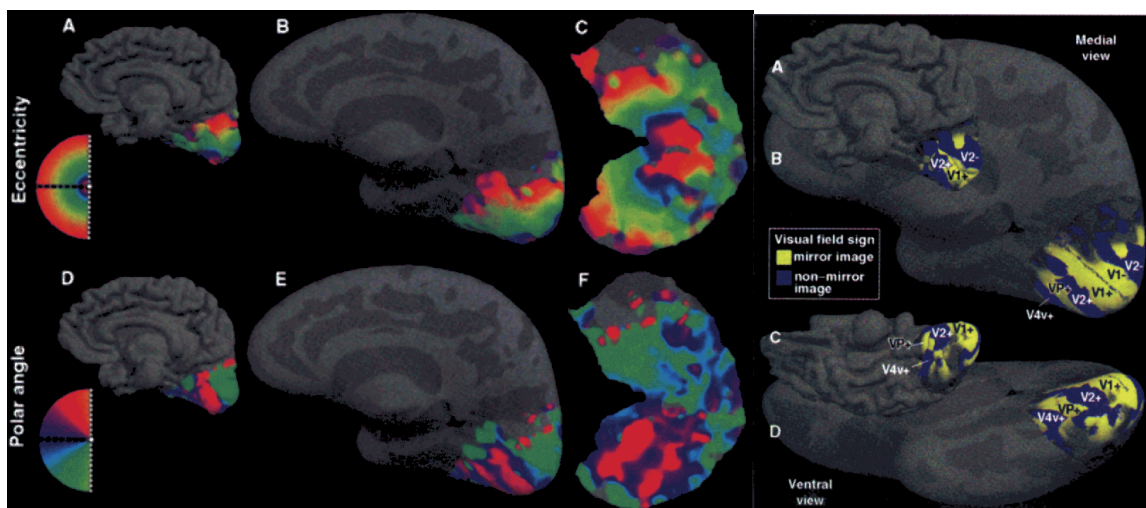 A
B
C
Eccentricity
D
E
F
Polar angle
Medial
view
A
B
V2+
V2-
V1+
Visual field sign
mirror image
non-mirror
image
V2-
V1-
VP+
V1+
V2+
V4v+
C
V2+
V1+
VP+
V4v+
V1+
V2+
VP+
V4v+
D
Ventral
view